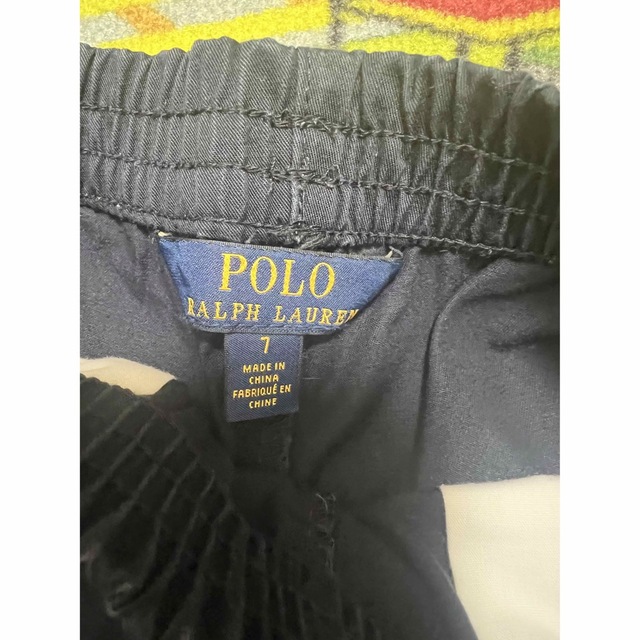 POLO
RALPH LAUREN
7
MADE IN
CHINA
FABRIQUÉ EN
CHINE